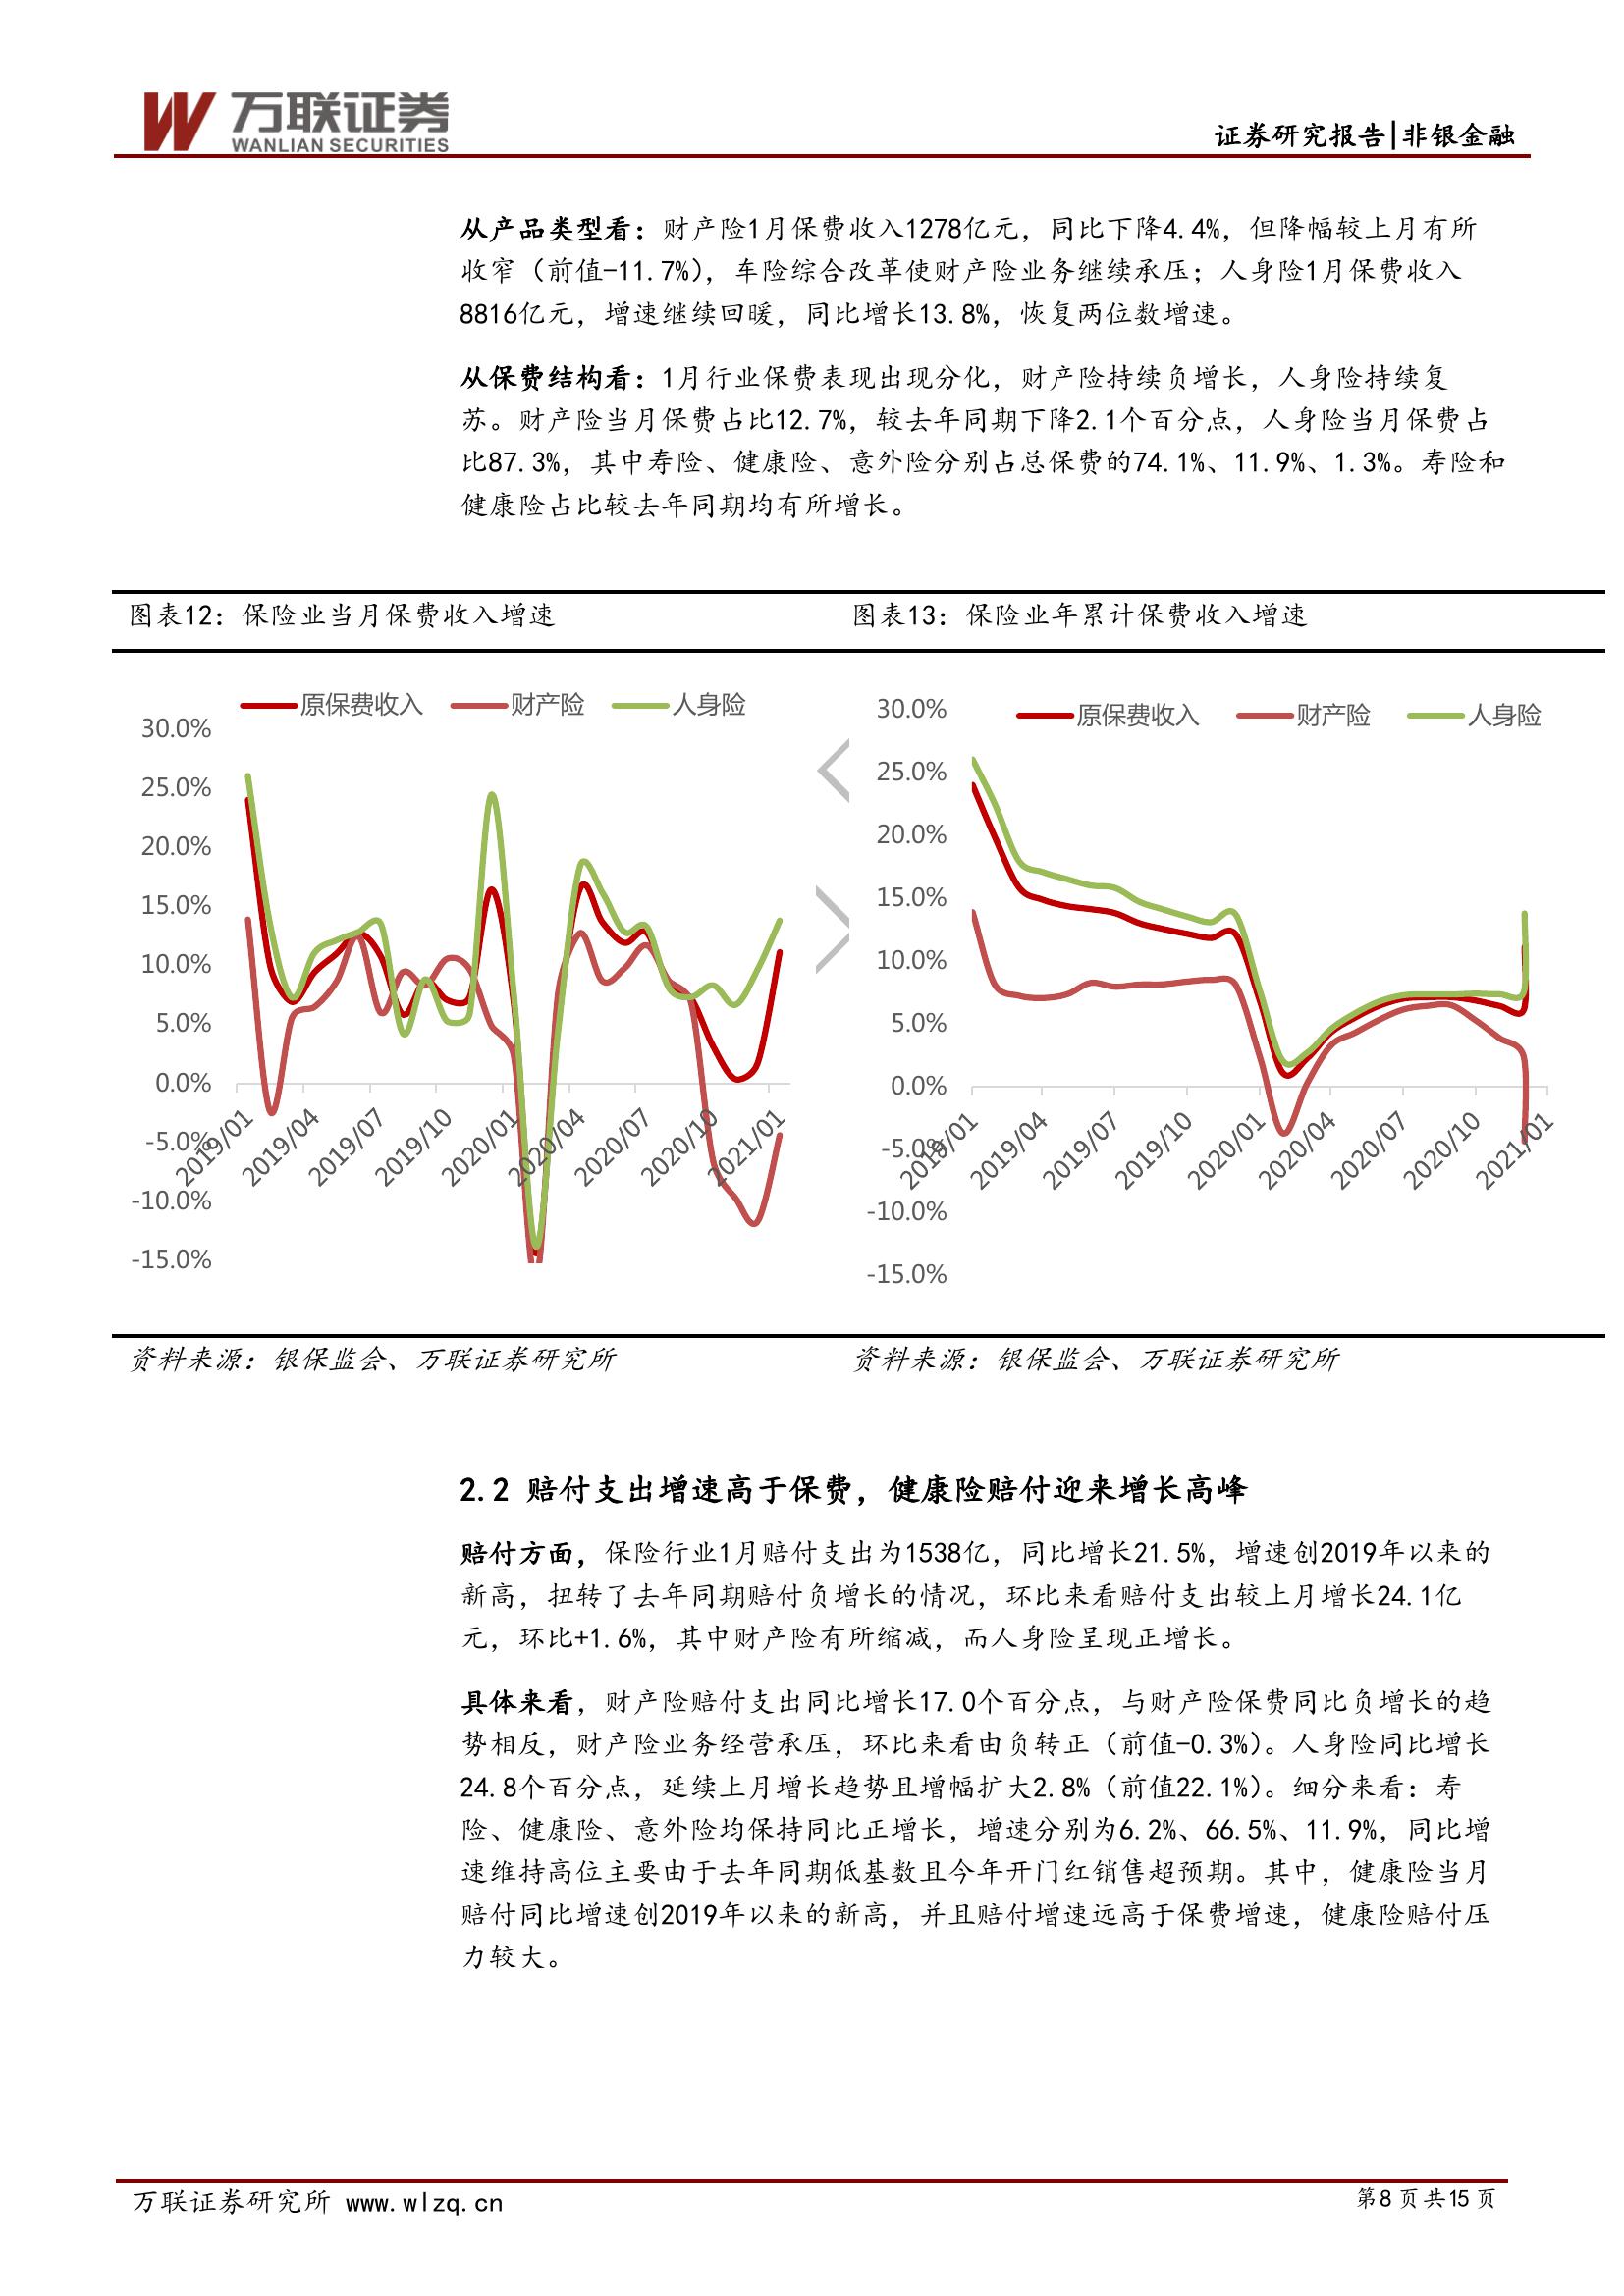 万联证券
WANLIAN SECURITIES
证券研究报告|非银金融
从产品类型看：财产险1月保费收入1278亿元，同比下降4.4%，但降幅较上月有所
收窄（前值-11.7%），车险综合改革使财产险业务继续承压；人身险1月保费收入
8816亿元，增速继续回暖，同比增长13.8%，恢复两位数增速。
从保费结构看：1月行业保费表现出现分化，财产险持续负增长，人身险持续复
苏。财产险当月保费占比12.7%，较去年同期下降2.1个百分点，人身险当月保费占
比87.3%，其中寿险、健康险、意外险分别占总保费的74.1%、11.9%、1.3%。寿险和
健康险占比较去年同期均有所增长。
图表12：保险业当月保费收入增速
原保费收入 财产险 人身险
30.0%
25.0%
20.0%
15.0%
10.0%
5.0%
0.0%
-5.0%
-10.0%
-15.0%
2019/01 2019/04 2019/07 2019/10 2020/01 2020/04 2020/07 2020/10 2021/01
资料来源：银保监会、万联证券研究所
图表13：保险业年累计保费收入增速
原保费收入 财产险 人身险
30.0%
25.0%
20.0%
15.0%
10.0%
5.0%
0.0%
-5.0%
-10.0%
-15.0%
2019/01 2019/04 2019/07 2019/10 2020/01 2020/04 2020/07 2020/10 2021/01
资料来源：银保监会、万联证券研究所
2.2 赔付支出增速高于保费，健康险赔付迎来增长高峰
赔付方面，保险行业1月赔付支出为1538亿，同比增长21.5%，增速创2019年以来的
新高，扭转了去年同期赔付负增长的情况，环比来看赔付支出较上月增长24.1亿
元，环比+1.6%，其中财产险有所缩减，而人身险呈现正增长。
具体来看，财产险赔付支出同比增长17.0个百分点，与财产险保费同比负增长的趋
势相反，财产险业务经营承压，环比来看由负转正（前值-0.3%）。人身险同比增长
24.8个百分点，延续上月增长趋势且增幅扩大2.8%（前值22.1%）。细分来看：寿
险、健康险、意外险均保持同比正增长，增速分别为6.2%、66.5%、11.9%，同比增
速维持高位主要由于去年同期低基数且今年开门红销售超预期。其中，健康险当月
赔付同比增速创2019年以来的新高，并且赔付增速远高于保费增速，健康险赔付压
力较大。
万联证券研究所 www.wlzq.cn
第8 页 共15 页